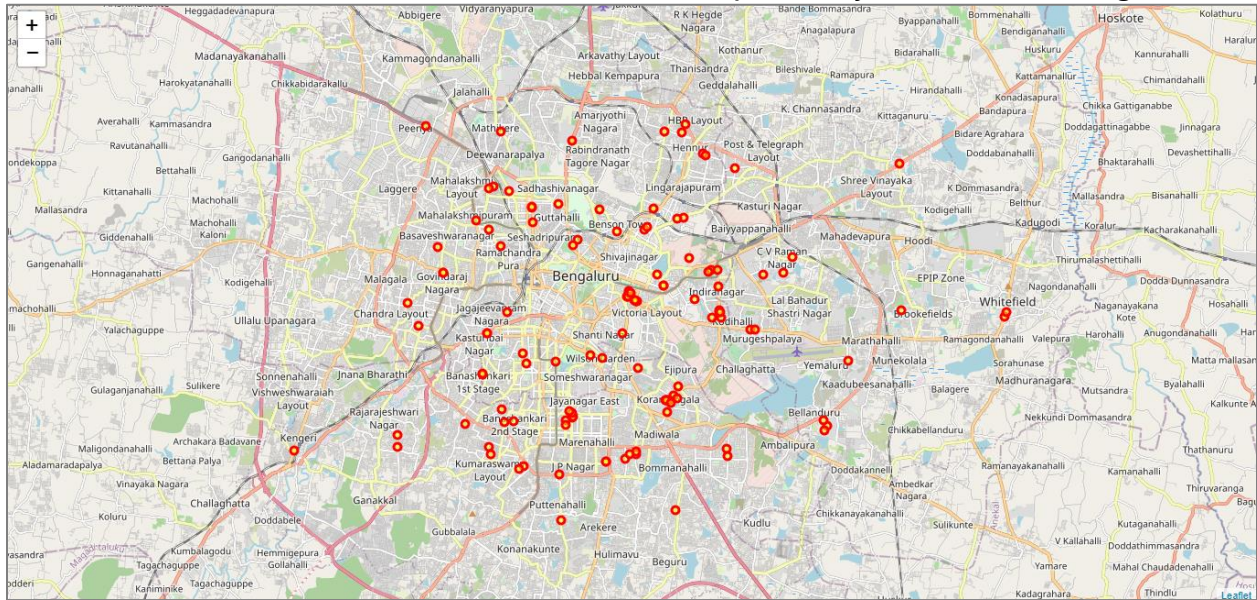 +
−
Abbigere
Vidyaranyapura
R K Hegde
Nagara
Bande Bommasandra
Anagalapura
Byappanahalli
Bommenahalli
Hoskote
Kolathuru
Heggadadevanapura
Bendiganahalli
Huskuru
Madanayakanahalli
Kammagondanahalli
Arkavathy Layout
Kothanur
Bidarahalli
Kannurahalli
Harokyatanahalli
Chikkabidarakallu
Hebbal Kempapura
Thanisandra
Bileshivale
Ramapura
Kattamanallur
Chimandahalli
Jalahalli
Geddalahalli
Hirandahalli
Konadasapura
Averahalli
Kammasandra
Peenya
Mathikere
Amarjyothi
Nagara
HBR Layout
K. Channasandra
Kittaganuru
Bandapura
Chikka Gattiganabbe
Doddagattinagabbe
Jinnagara
Ravutanahalli
Gangodanahalli
Deewanarapalya
Rabindranath
Tagore Nagar
Hennur
Post & Telegraph
Layout
Bidare Agrahara
Doddabanahalli
Bhaktarahalli
Devashettihalli
Bettahalli
Kittanahalli
Laggere
Mahalakshmi
Layout
Sadhashivanagar
Lingarajapuram
Shree Vinayaka
Layout
K Dommasandra
Mallasandra
Bisanahalli
Machohalli
Mallasandra
Machohalli
Kaloni
Mahalakshmipuram
Guttahalli
Kasturi Nagar
Kodigehalli
Belthur
Kadugodi
Giddenahalli
Basaveshwaranagar
Seshadripuram
Benson Town
Baiyyappanahalli
Mahadevapura
Hoodi
Koralur
Kacharakanahalli
Gangenahalli
Honnaganahatti
Ramachandra
Pura
Shivajinagar
C V Raman
Nagar
Thirumalashettihalli
Kodigehalli
Malagala
Govindaraj
Nagara
Bengaluru
EPIP Zone
Nagondanahalli
Dodda Dunnasandra
Indiranagar
Whitefield
Naganayakana
Kote
Hosahalli
Chandra Layout
Jagajeevanram
Nagara
Victoria Layout
Lal Bahadur
Shastri Nagar
Brookefields
Yalachaguppe
Ullalu Upanagara
Kodihalli
Kasturbai
Nagar
Shanti Nagar
Murugeshpalya
Marathahalli
Ramagondanahalli
Valepura
Harohalli
Anugondanahalli
Wilson Garden
Munekolala
Sorahunase
Matta mallasandra
Jnana Bharathi
Banashankari
1st Stage
Someshwaranagar
Ejipura
Challaghatta
Yemaluru
Kaadubeesanahalli
Madhuranagara
Sonnenahalli
Sulikere
Gulaganjanahalli
Vishweshwaraiah
Layout
Balagere
Mutsandra
Byalahalli
Jayanagar East
Koramangala
Rajarajeshwari
Nagar
Banashankari
2nd Stage
Bellanduru
Nekkundi Dommasandra
Kalkunte A
Kengeri
Archakara Badavane
Bettana Palya
Maligondanahalli
Madiwala
Ambalipura
Chikkabellanduru
Thathanuru
Aladamaradapalya
Marenahalli
Kumaraswamy
Layout
J P Nagar
Bommanahalli
Doddakannelli
Ramanayakanahalli
Kamanahalli
Vinayaka Nagara
Challaghatta
Ganakkal
Puttenahalli
Ambedkar
Nagara
Thiruvaranga
Koluru
Doddabele
Gubbalala
Arekere
Kudlu
Chikkanayakanahalli
Sulikunte
Kutaganahalli
Kumbalagodu
Hemmigepura
Gollahalli
Konanakunte
Hulimavu
V Kallahalli
Doddathimmasandra
Tagachaguppe
Beguru
Yamare
Mahal Chaudadenahalli
Kaniminike
Tagachaguppe
Kadagrahara
Thindlu
Leaflet